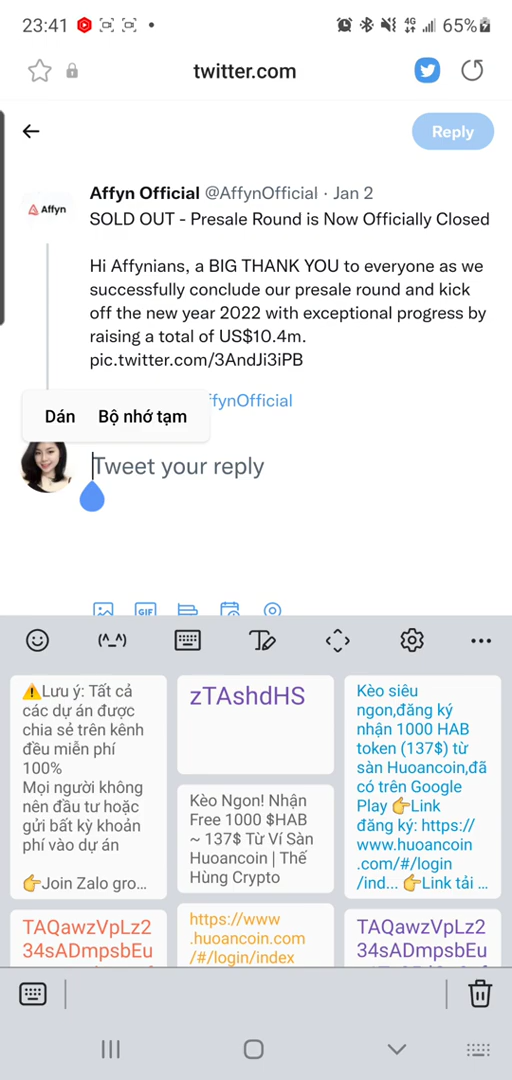 23:41
4G
65%
twitter.com
Reply
Affyn
Affyn Official @AffynOfficial · Jan 2
SOLD OUT - Presale Round is Now Officially Closed
Hi Affynians, a BIG THANK YOU to everyone as we
successfully conclude our presale round and kick
off the new year 2022 with exceptional progress by
raising a total of US$10.4m.
pic.twitter.com/3AndJi3iPB
ffynOfficial
Dán Bộ nhớ tạm
Tweet your reply
GIF
(^_^)
⚠Lưu ý: Tất cả
các dự án được
chia sẻ trên kênh
đều miễn phí
100%
Mọi người không
nên đầu tư hoặc
gửi bất kỳ khoản
phí vào dự án
👉Join Zalo gro...
zTAshdHS
Kèo Ngon! Nhận
Free 1000 $HAB
~ 137$ Từ Ví Sàn
Huoancoin | Thế
Hùng Crypto
Kèo siêu
ngon,đăng ký
nhận 1000 HAB
token (137$) từ
sàn Huoancoin,đã
có trên Google
Play 👉Link
đăng ký: https://
www.huoancoin
.com/#/login
/ind... 👉Link tải ...
TAQawzVpLz2
34sADmpsbEu
https://www
.huoancoin.com
/#/login/index
TAQawzVpLz2
34sADmpsbEu